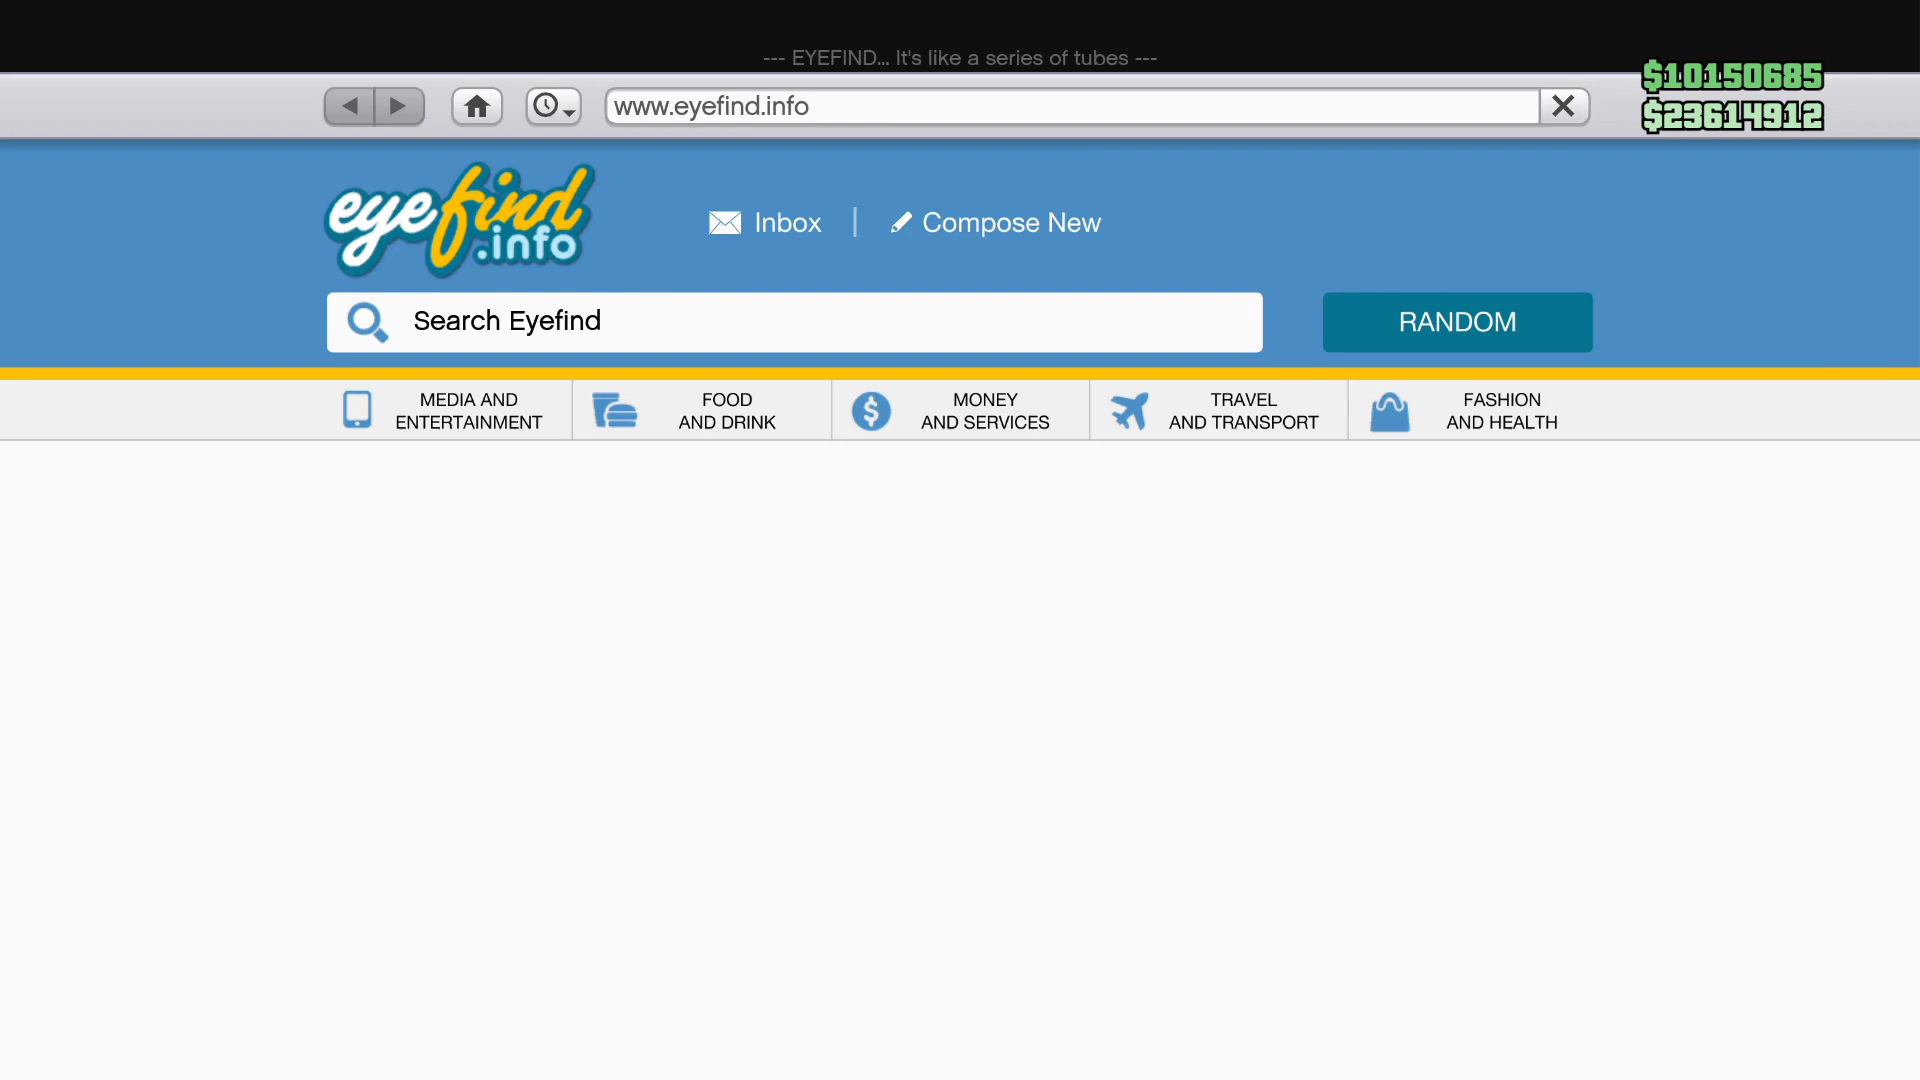 --- EYEFIND... It's like a series of tubes ---
$10150685
www.eyefind.info
$23614912
eyefind
.info
Inbox | Compose New
Search Eyefind
RANDOM
MEDIA AND
ENTERTAINMENT
FOOD
AND DRINK
MONEY
AND SERVICES
TRAVEL
AND TRANSPORT
FASHION
AND HEALTH